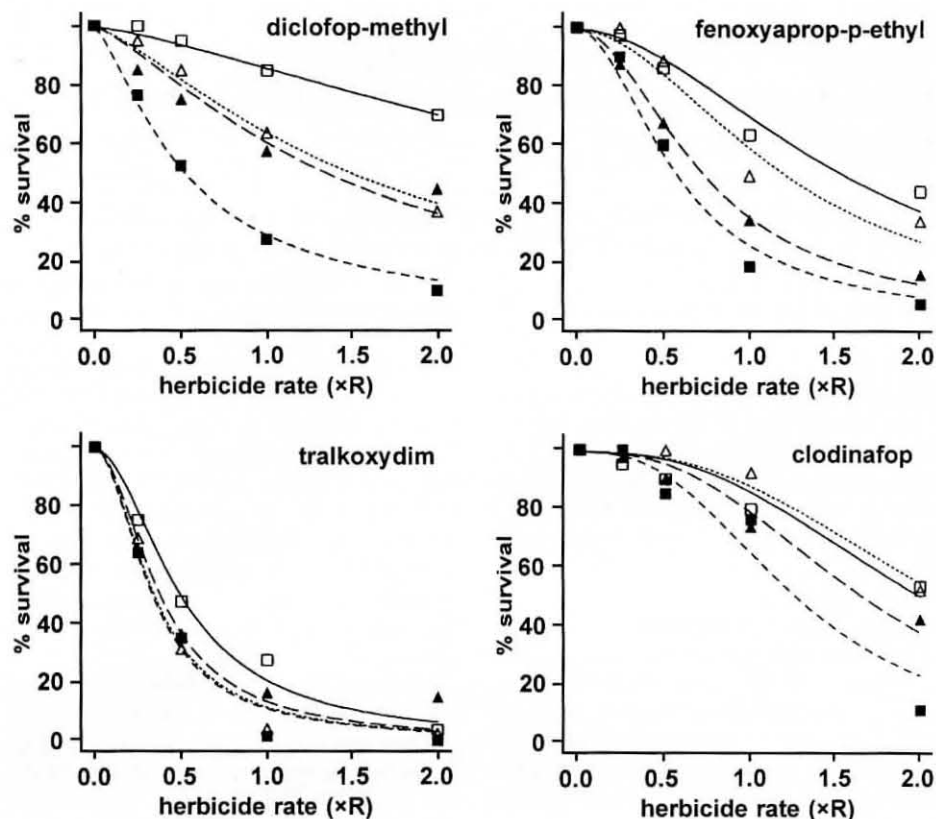 diclofop-methyl
% survival
80
60
40
20
0
0.0 0.5 1.0 1.5 2.0
herbicide rate (×R)
fenoxyaprop-p-ethyl
% survival
80
60
40
20
0
0.0 0.5 1.0 1.5 2.0
herbicide rate (×R)
tralkoxydim
% survival
80
60
40
20
0
0.0 0.5 1.0 1.5 2.0
herbicide rate (×R)
clodinafop
% survival
80
60
40
20
0
0.0 0.5 1.0 1.5 2.0
herbicide rate (×R)